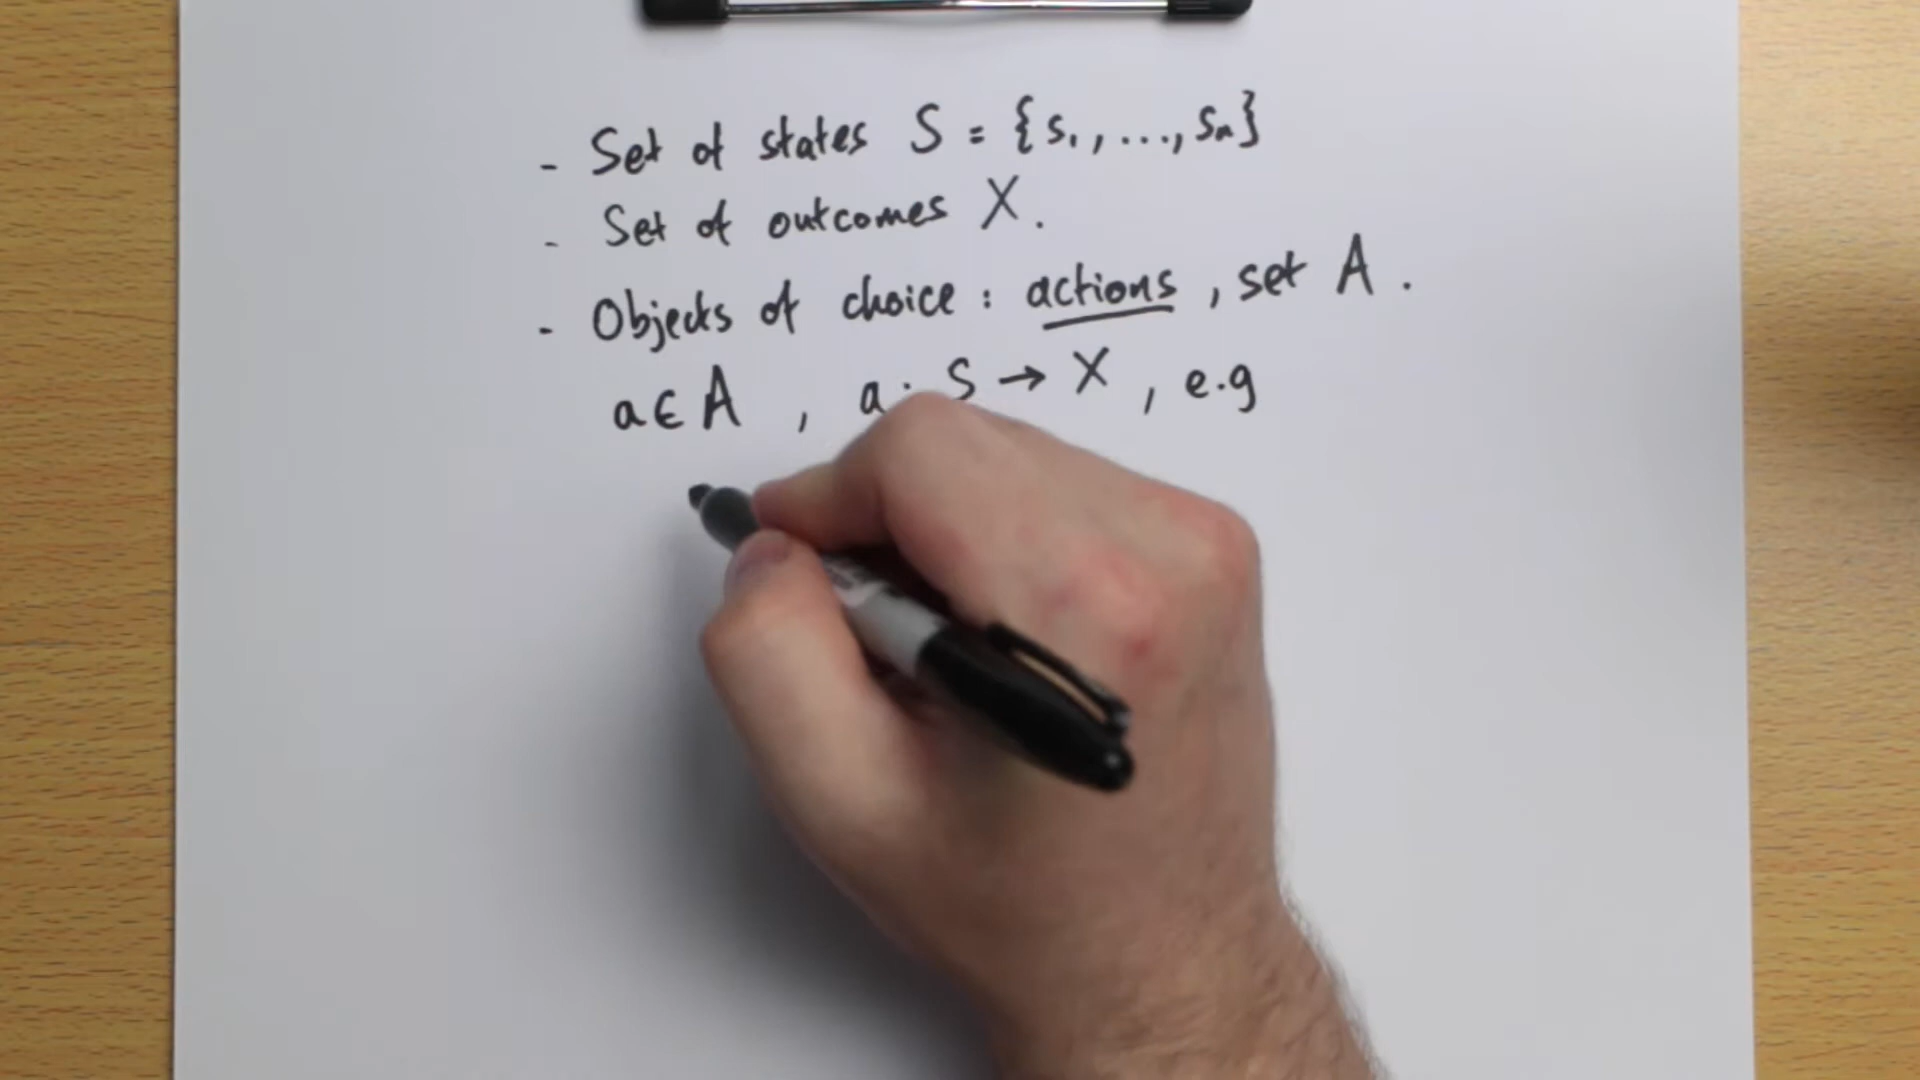 - Set of states S = {s₁, ..., sₙ}
- Set of outcomes X.
- Objects of choice : actions , set A .
a ∈ A , a : S → X , e.g